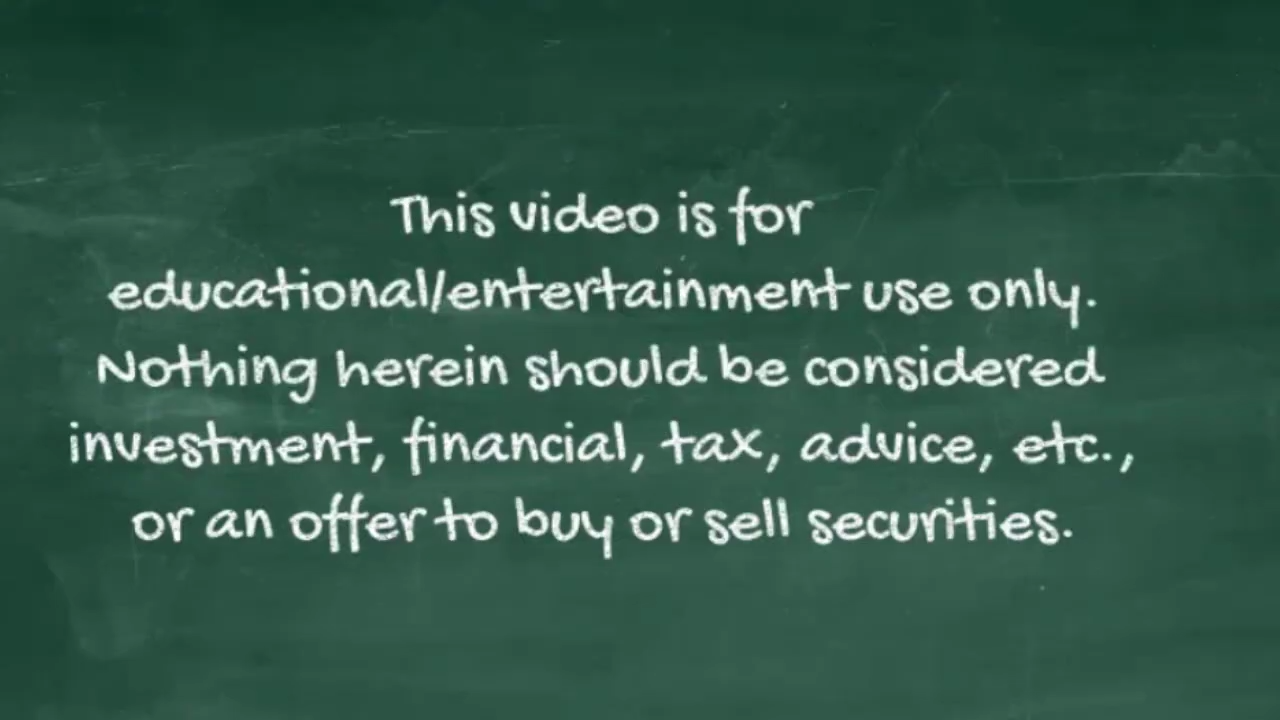 This video is for
educational/entertainment use only.
Nothing herein should be considered
investment, financial, tax, advice, etc.,
or an offer to buy or sell securities.